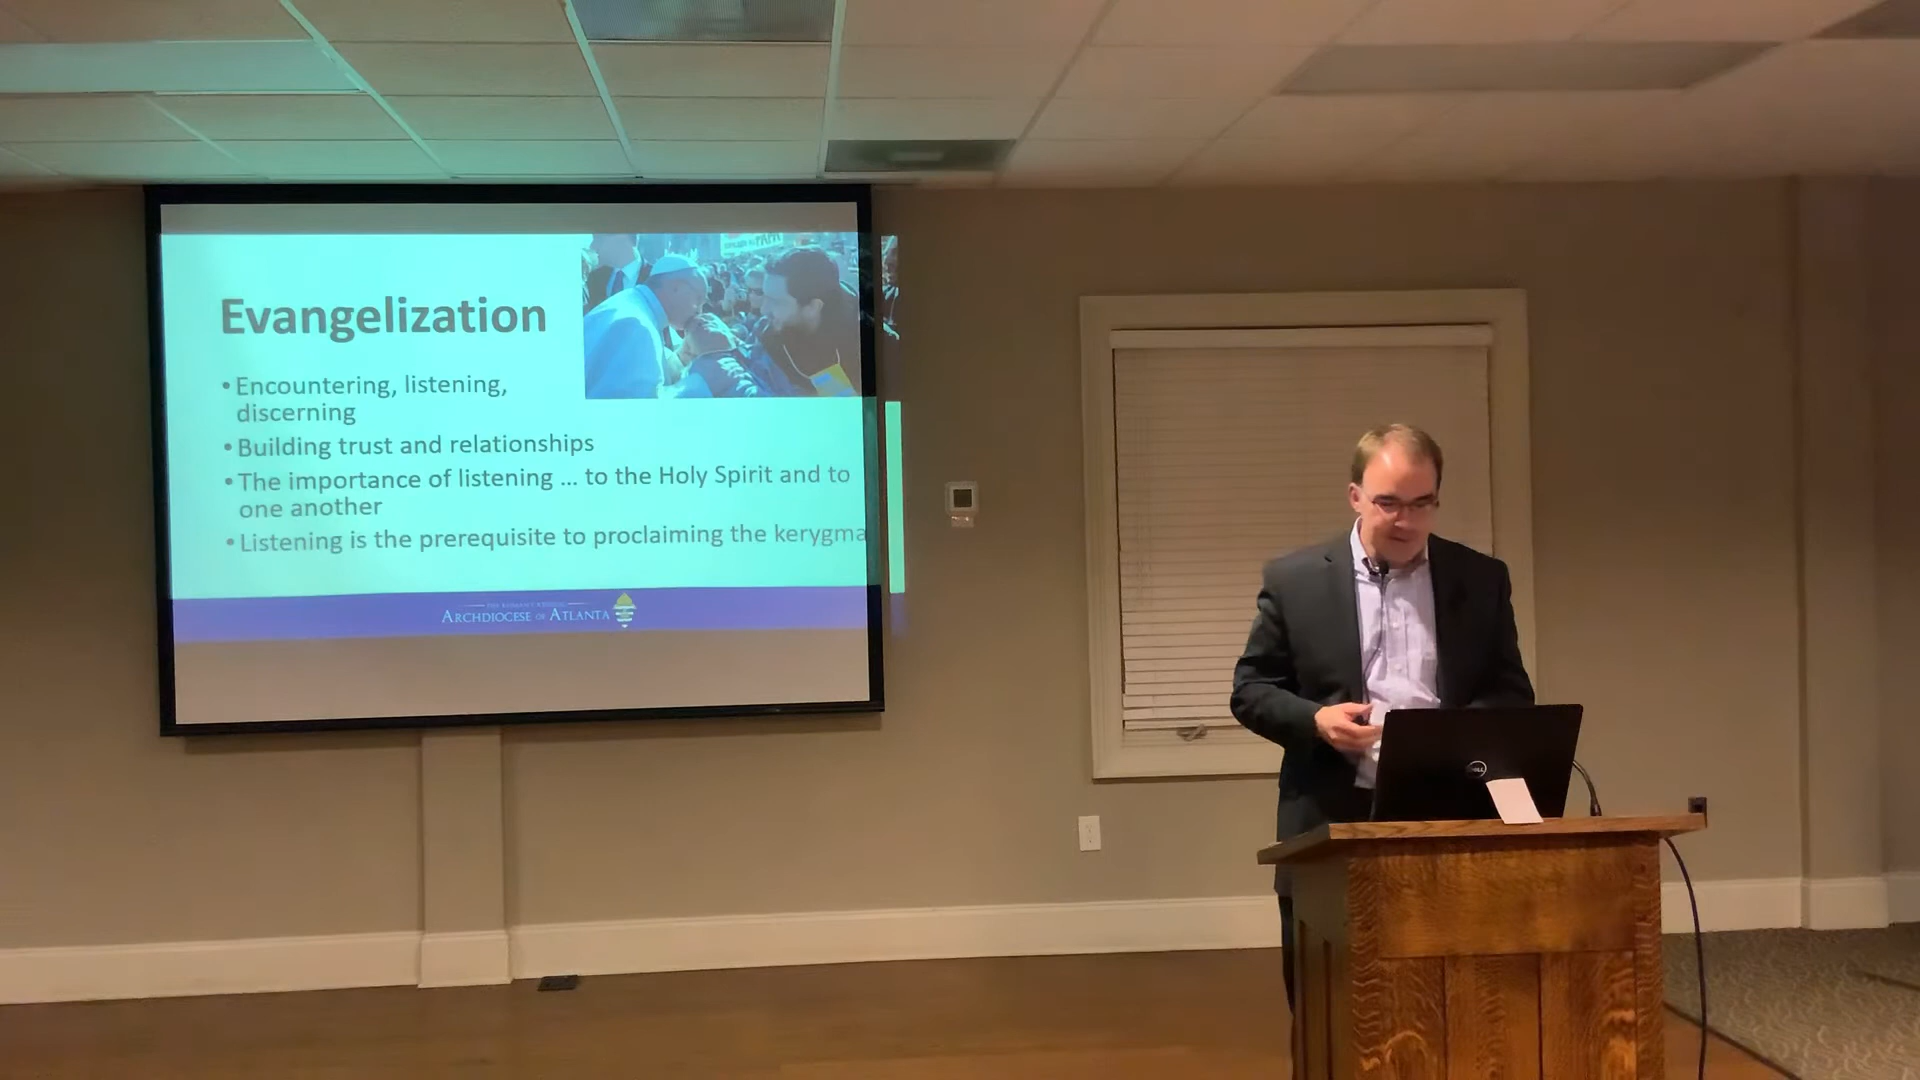 Evangelization
• Encountering, listening,
discerning
• Building trust and relationships
• The importance of listening ... to the Holy Spirit and to
one another
• Listening is the prerequisite to proclaiming the kerygma
ARCHDIOCESE OF ATLANTA
DELL